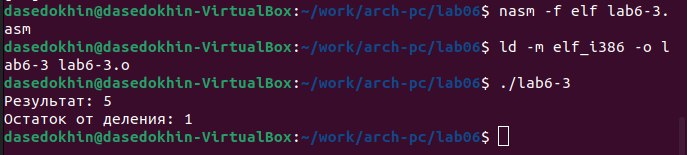 dasedokhin@dasedokhin-VirtualBox:~/work/arch-pc/lab06$ nasm -f elf lab6-3.
asm
dasedokhin@dasedokhin-VirtualBox:~/work/arch-pc/lab06$ ld -m elf_i386 -o l
ab6-3 lab6-3.o
dasedokhin@dasedokhin-VirtualBox:~/work/arch-pc/lab06$ ./lab6-3
Результат: 5
Остаток от деления: 1
dasedokhin@dasedokhin-VirtualBox:~/work/arch-pc/lab06$